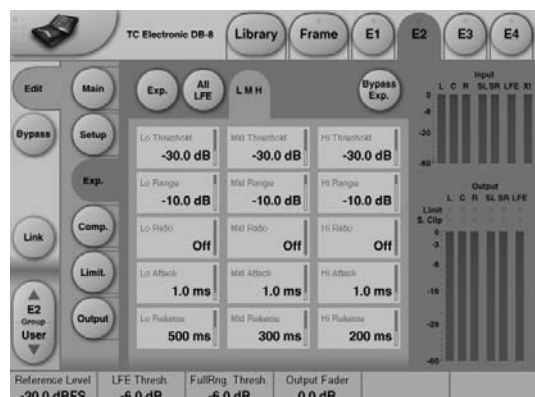 TC Electronic DB-8
Library
Frame
E1
E2
E3
E4
Edit
Bypass
Link
E2
Group
User
Main
Setup
Exp.
Comp.
Limit.
Output
Exp.
All
LFE
L M H
Bypass
Exp.
Lo Threshold
-30.0 dB
Mid Threshold
-30.0 dB
Hi Threshold
-30.0 dB
Lo Range
-10.0 dB
Mid Range
-10.0 dB
Hi Range
-10.0 dB
Lo Ratio
Off
Mid Ratio
Off
Hi Ratio
Off
Lo Attack
1.0 ms
Mid Attack
1.0 ms
Hi Attack
1.0 ms
Lo Release
500 ms
Mid Release
300 ms
Hi Release
200 ms
Input
L C R SL SR LFE
0
-20
Output
L C R SL SR LFE
Limit
S. Clip
0
-3
Reference Level
-20.0 dBFS
LFE Thresh.
-6.0 dB
FullRng. Thresh.
-6.0 dB
Output Fader
0.0 dB